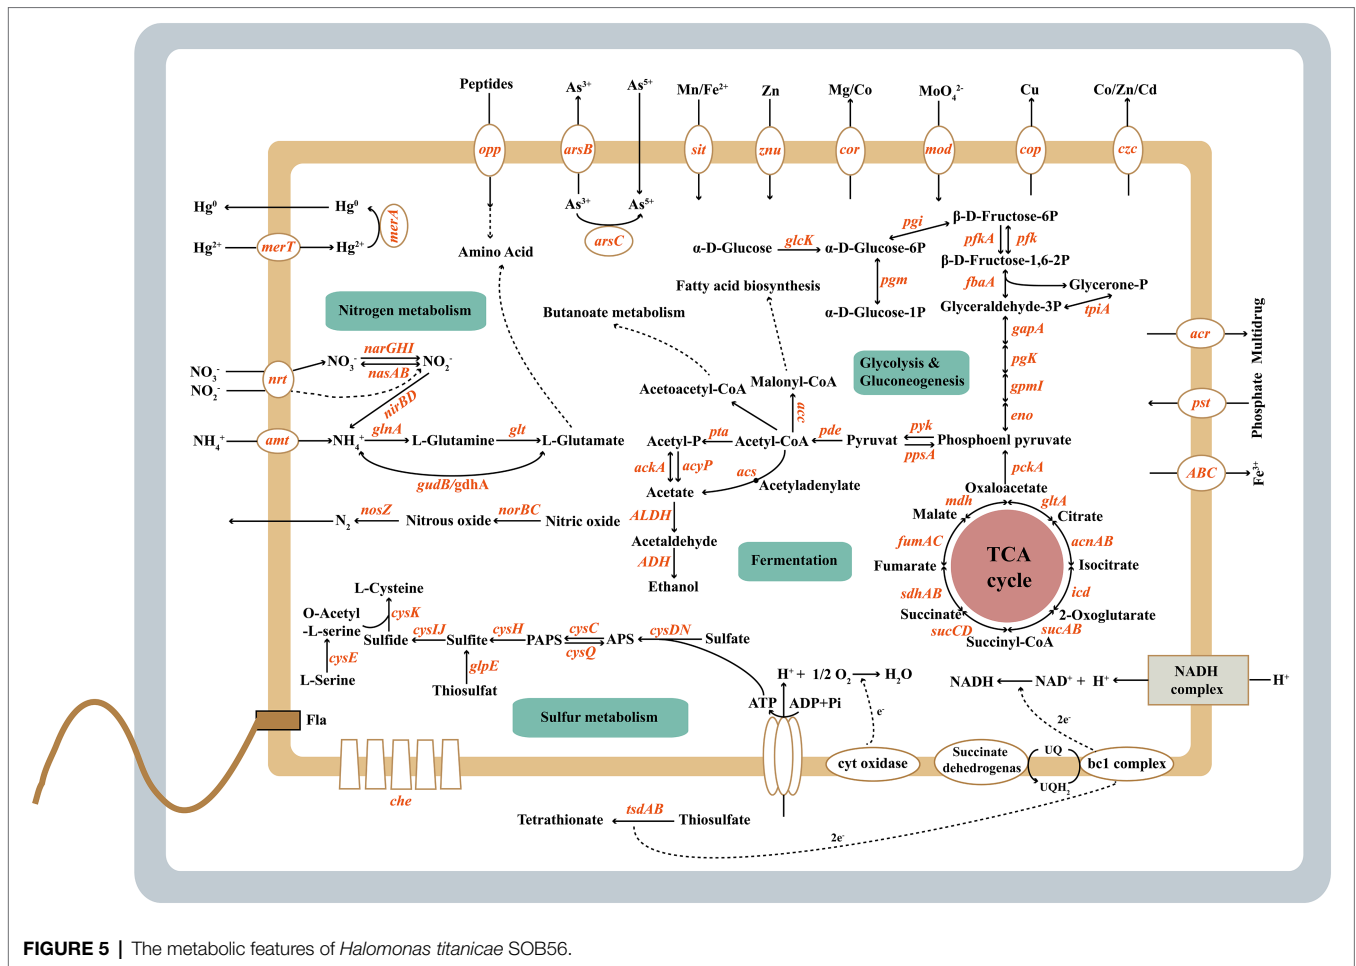 Peptides
As³⁺
As⁵⁺
Mn/Fe²⁺
Zn
Mg/Co
MoO₄²⁻
Cu
Co/Zn/Cd
opp
arsB
sit
znu
cor
mod
cop
czc
Hg⁰
Hg⁰
merA
Hg²⁺
merT
Hg²⁺
As³⁺
As⁵⁺
arsC
Amino Acid
α-D-Glucose
glcK
α-D-Glucose-6P
pgi
β-D-Fructose-6P
pfkA
pfk
β-D-Fructose-1,6-2P
pgm
α-D-Glucose-1P
fbaA
Glycerone-P
Glyceraldehyde-3P
tpiA
Fatty acid biosynthesis
Butanoate metabolism
Nitrogen metabolism
Glycolysis &
Gluconeogenesis
gapA
pgK
gpmI
eno
acr
Multidrug
pst
Phosphate
ABC
Fe³⁺
NO₃⁻
NO₂⁻
nrt
NO₃⁻
narGHI
nasAB
NO₂⁻
nirBD
Acetoacetyl-CoA
Malonyl-CoA
acc
NH₄⁺
amt
NH₄⁺
glnA
L-Glutamine
glt
L-Glutamate
gudB/gdhA
Acetyl-P
pta
Acetyl-CoA
pde
Pyruvat
pyk
ppsA
Phosphoenl pyruvate
ackA
acyP
acs
Acetyladenylate
Acetate
pckA
Oxaloacetate
mdh
gltA
Malate
Citrate
fumAC
acnAB
TCA
cycle
Fumarate
Isocitrate
sdhAB
icd
Succinate
2-Oxoglutarate
sucCD
sucAB
Succinyl-CoA
N₂
nosZ
Nitrous oxide
norBC
Nitric oxide
ALDH
Acetaldehyde
ADH
Ethanol
Fermentation
L-Cysteine
O-Acetyl
-L-serine
cysK
Sulfide
cysIJ
Sulfite
cysH
PAPS
cysC
cysQ
APS
cysDN
Sulfate
cysE
L-Serine
glpE
Thiosulfat
Sulfur metabolism
H⁺ + 1/2 O₂
H₂O
ATP
ADP+Pi
e⁻
NADH
NAD⁺ + H⁺
NADH
complex
H⁺
2e⁻
Fla
che
cyt oxidase
Succinate
dehedrogenas
UQ
UQH₂
bc1 complex
Tetrathionate
tsdAB
Thiosulfate
2e⁻
FIGURE 5 | The metabolic features of Halomonas titanicae SOB56.